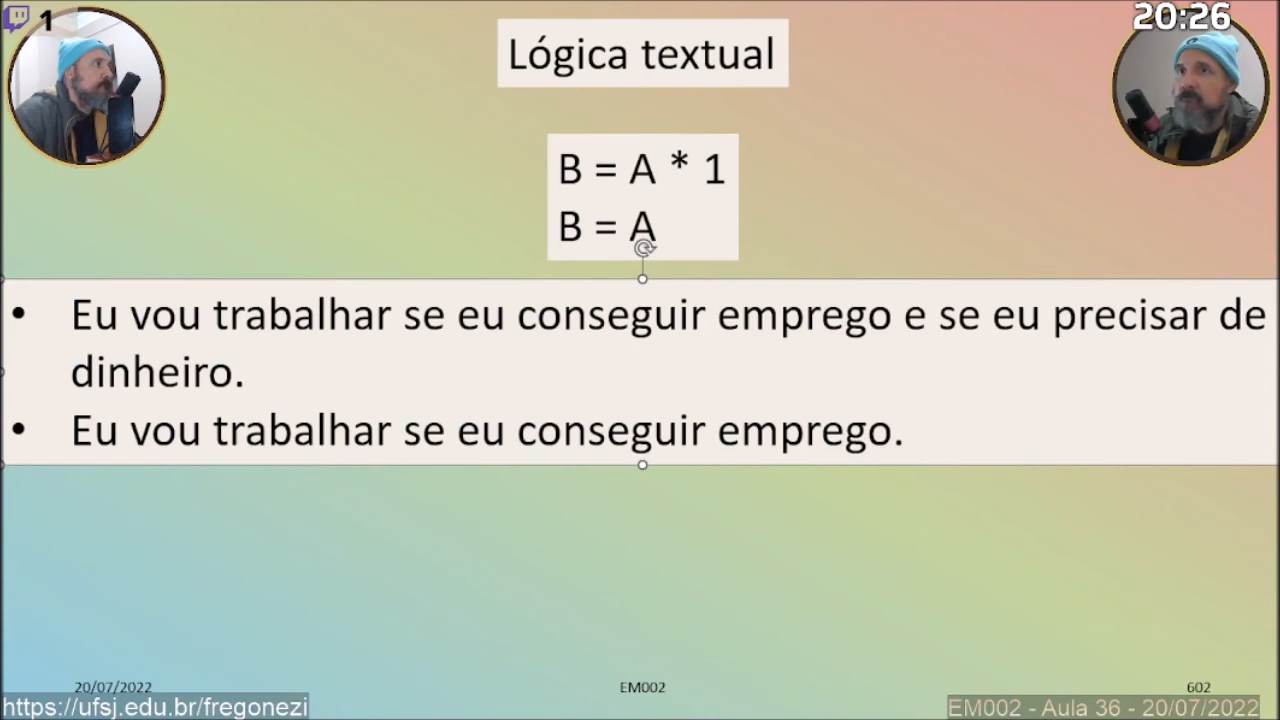 1
20:26
Lógica textual
B = A * 1
B = A
• Eu vou trabalhar se eu conseguir emprego e se eu precisar de
dinheiro.
• Eu vou trabalhar se eu conseguir emprego.
20/07/2022
EM002
602
https://ufsj.edu.br/fregonezi
EM002 - Aula 36 - 20/07/2022